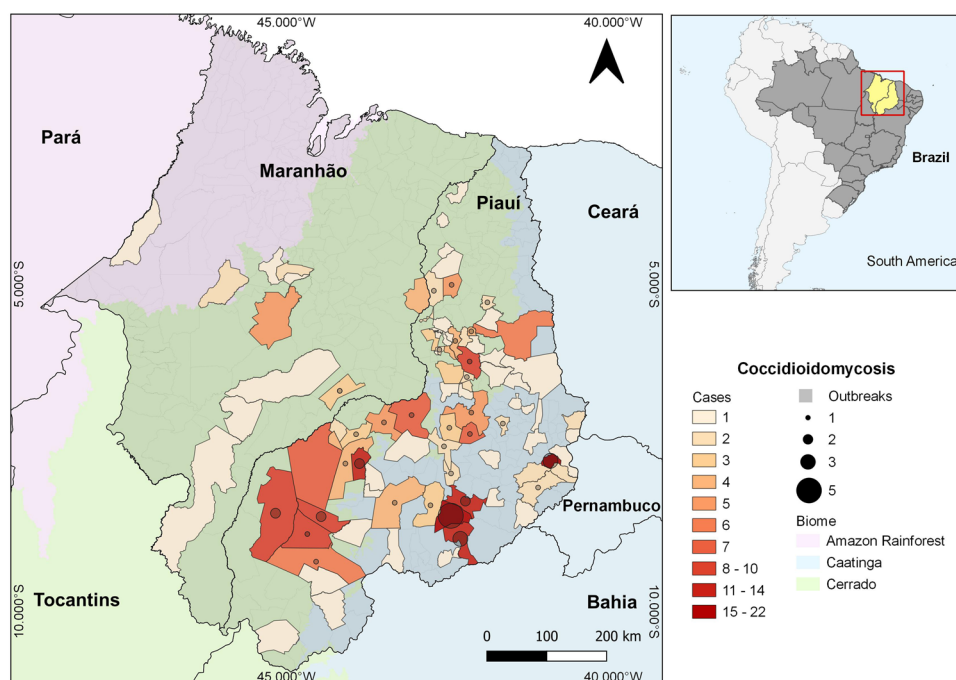 45.000°W
40.000°W
Pará
Maranhão
Piauí
Ceará
5.000°S
5.000°S
Pernambuco
Tocantins
Bahia
10.000°S
10.000°S
0 100 200 km
45.000°W
40.000°W
Brazil
South America
Coccidioidomycosis
Cases
1
2
3
4
5
6
7
8 - 10
11 - 14
15 - 22
Outbreaks
1
2
3
5
Biome
Amazon Rainforest
Caatinga
Cerrado